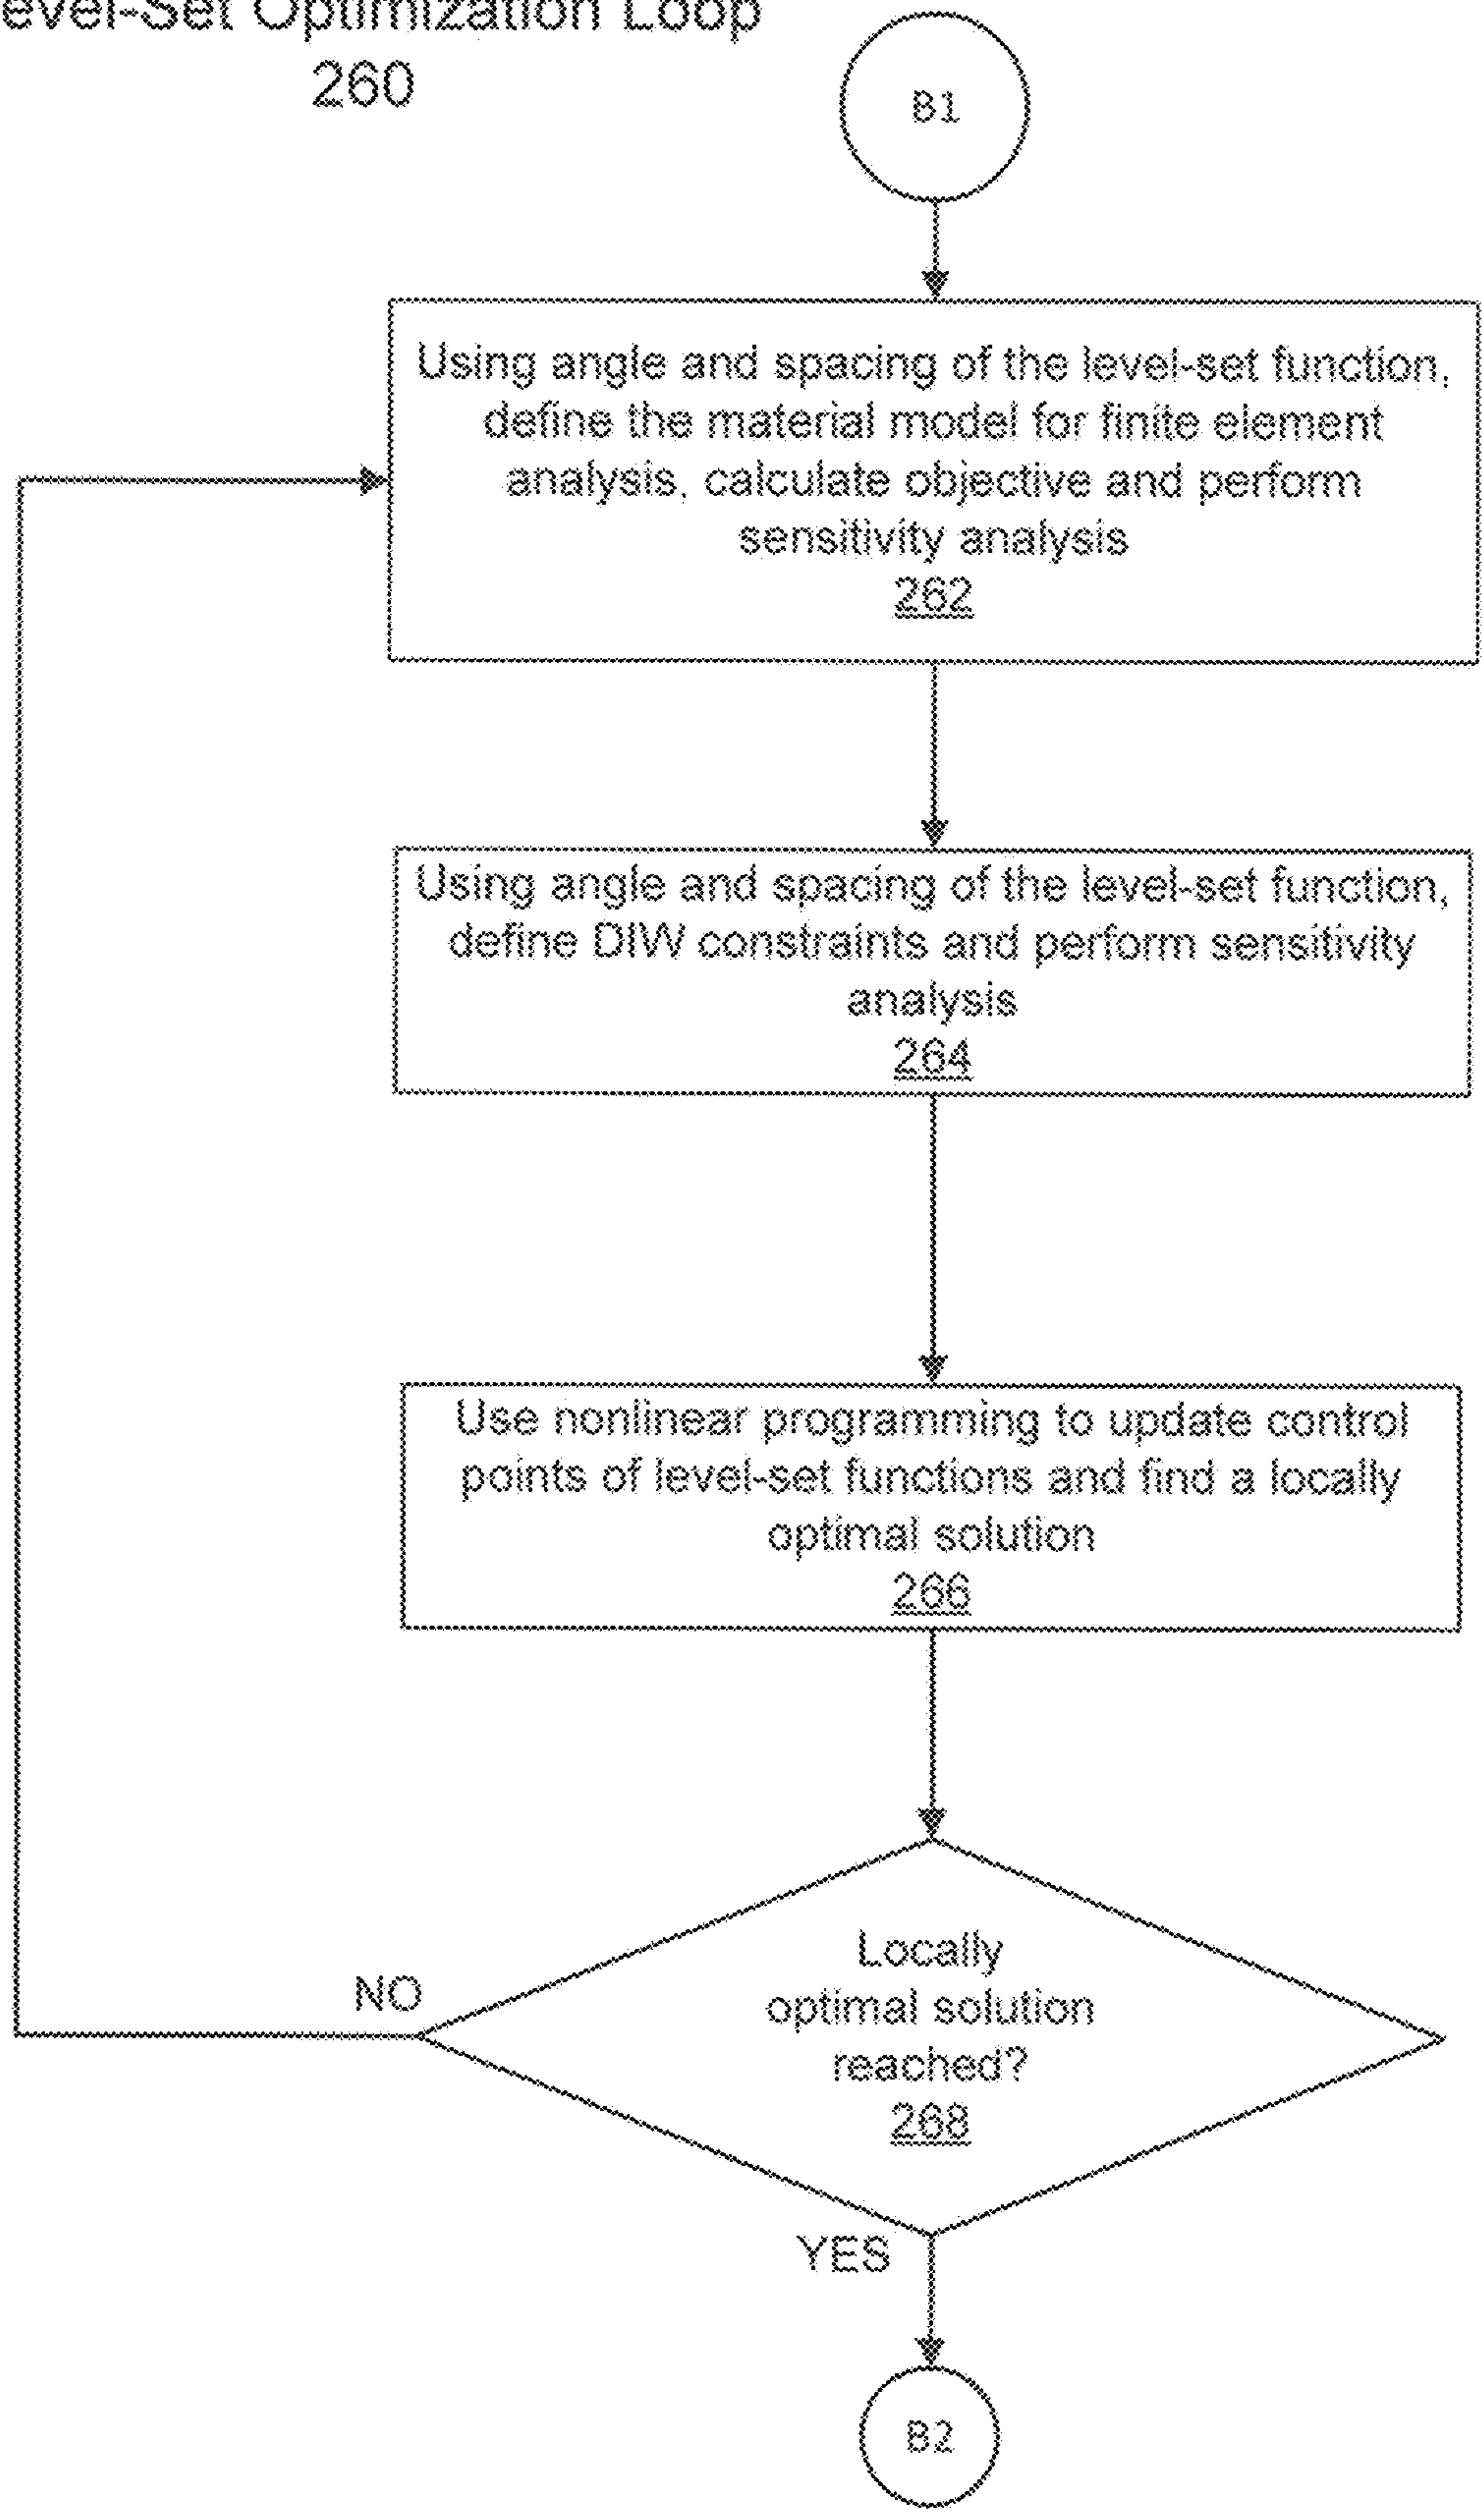 evel-Set Optimization Loop
260
B1
Using angle and spacing of the level-set function,
define the material model for finite element
analysis, calculate objective and perform
sensitivity analysis
262
Using angle and spacing of the level-set function,
define DIW constraints and perform sensitivity
analysis
264
Use nonlinear programming to update control
points of level-set functions and find a locally
optimal solution
266
Locally
optimal solution
reached?
268
NO
YES
B2